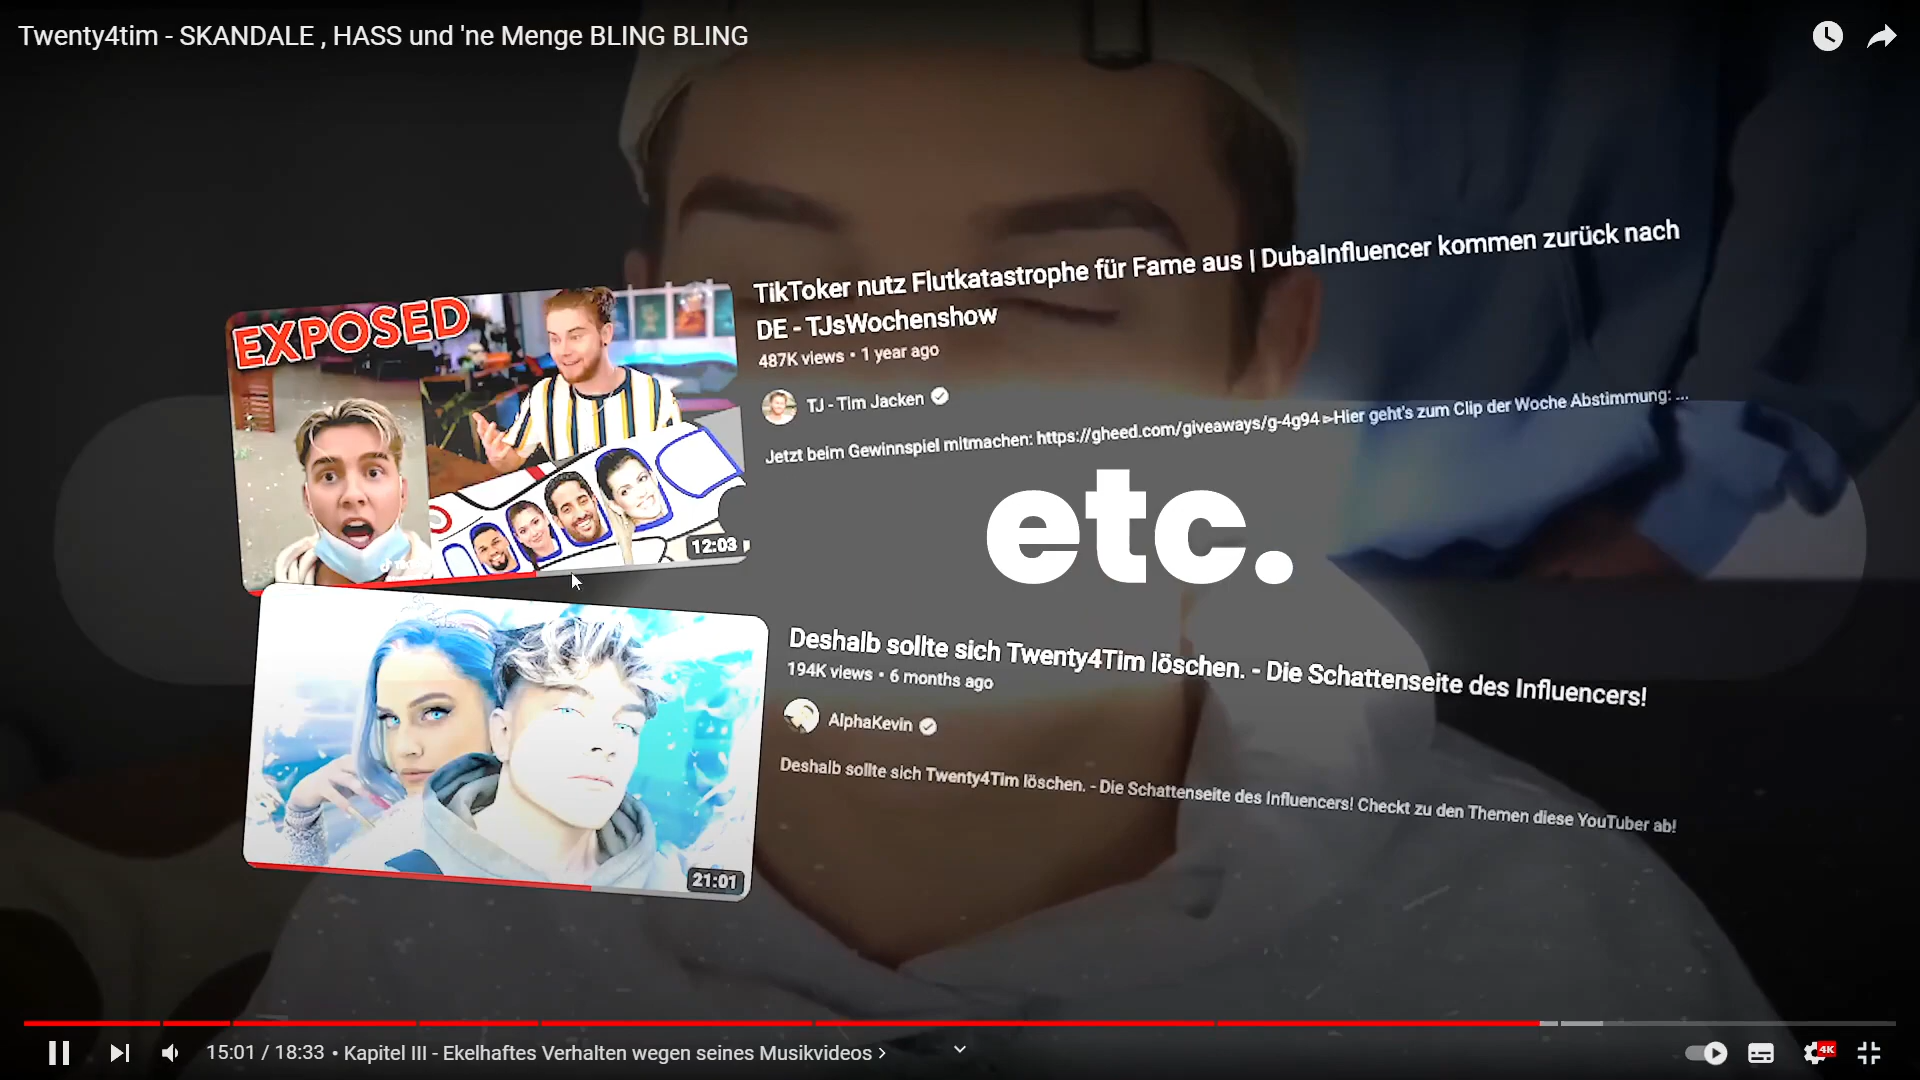 Twenty4tim - SKANDALE , HASS und 'ne Menge BLING BLING
EXPOSED
12:03
TikToker nutz Flutkatastrophe für Fame aus | DubaInfluencer kommen zurück nach
DE - TJsWochenshow
487K views • 1 year ago
TJ - Tim Jacken
Jetzt beim Gewinnspiel mitmachen: https://gheed.com/giveaways/g-4g94 ▻Hier geht's zum Clip der Woche Abstimmung: ...
etc.
21:01
Deshalb sollte sich Twenty4Tim löschen. - Die Schattenseite des Influencers!
194K views • 6 months ago
AlphaKevin
Deshalb sollte sich Twenty4Tim löschen. - Die Schattenseite des Influencers! Checkt zu den Themen diese YouTuber ab!
15:01 / 18:33 • Kapitel III - Ekelhaftes Verhalten wegen seines Musikvideos >
4K